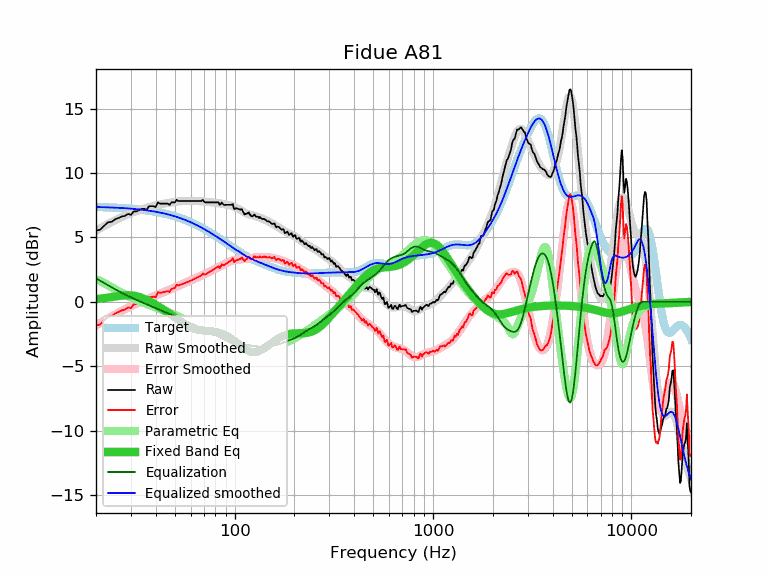 Fidue A81
Amplitude (dBr)
15
10
5
0
−5
−10
−15
Target
Raw Smoothed
Error Smoothed
Raw
Error
Parametric Eq
Fixed Band Eq
Equalization
Equalized smoothed
100
1000
10000
Frequency (Hz)